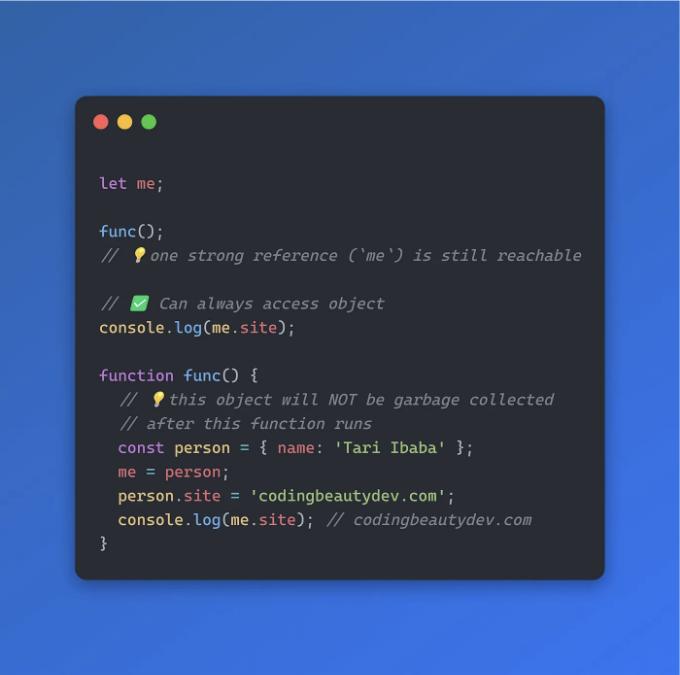 let me;
func();
// 💡one strong reference (`me`) is still reachable
// ✅ Can always access object
console.log(me.site);
function func() {
// 💡this object will NOT be garbage collected
// after this function runs
const person = { name: 'Tari Ibaba' };
me = person;
person.site = 'codingbeautydev.com';
console.log(me.site); // codingbeautydev.com
}